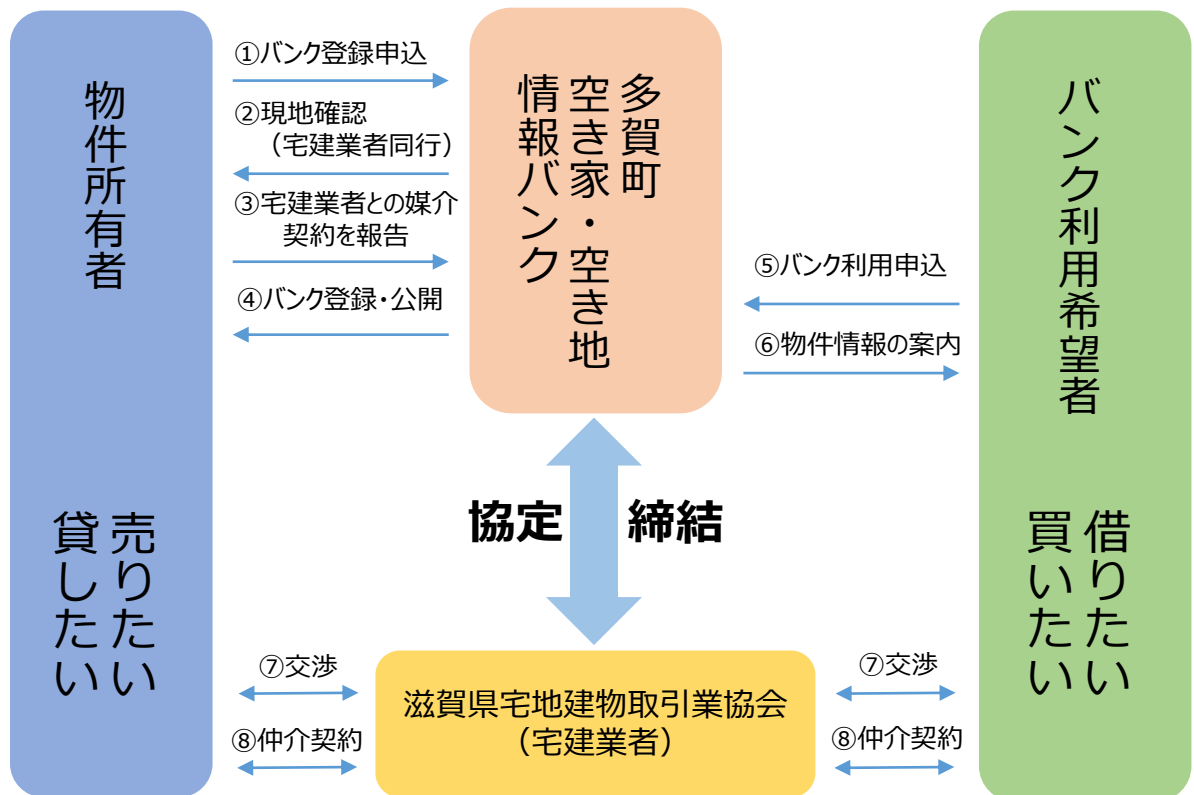 物件所有者
売りたい
貸したい
①バンク登録申込
②現地確認
（宅建業者同行）
③宅建業者との媒介
契約を報告
④バンク登録・公開
多賀町
空き家・空き地
情報バンク
⑤バンク利用申込
⑥物件情報の案内
バンク利用希望者
借りたい
買いたい
協定 締結
⑦交渉
⑧仲介契約
滋賀県宅地建物取引業協会
（宅建業者）
⑦交渉
⑧仲介契約